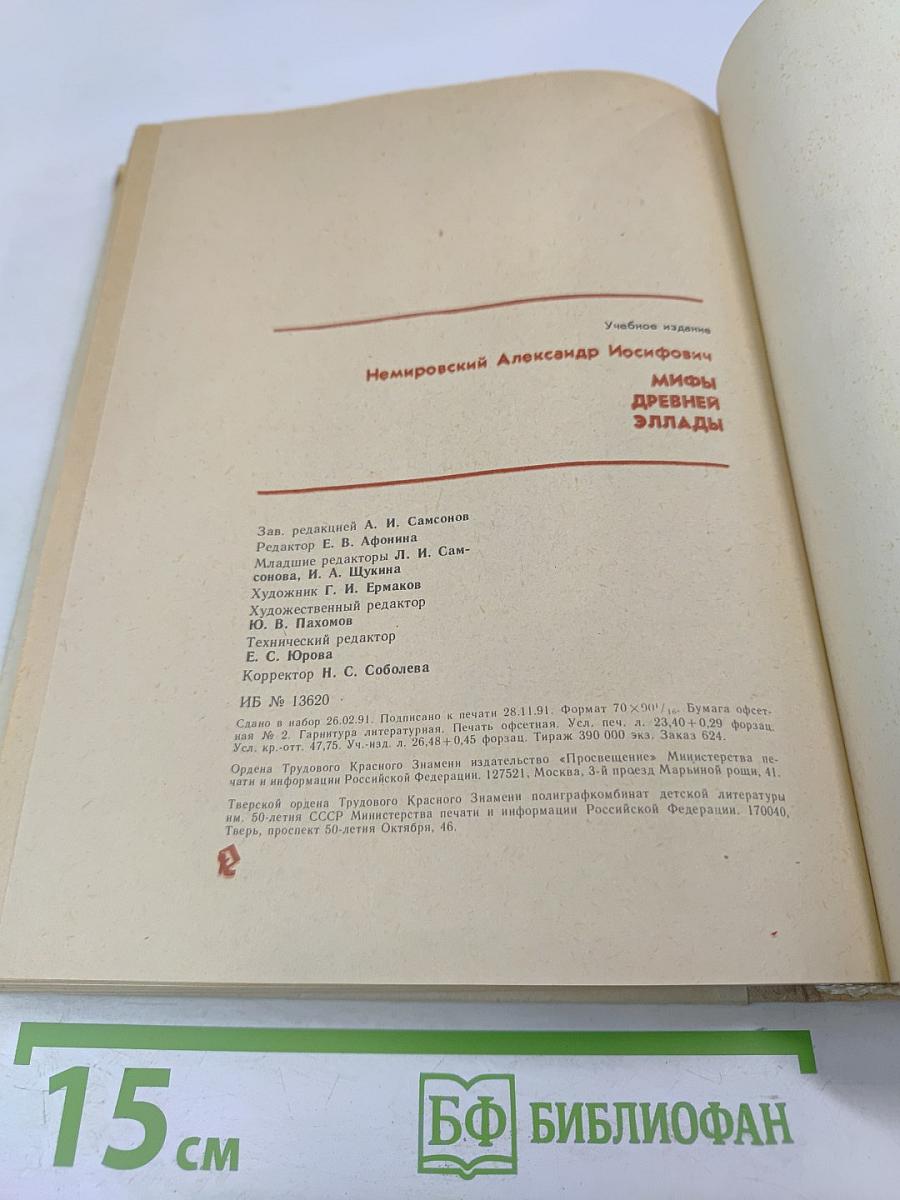 Учебное издание
Немировский Александр Иосифович
МИФЫ
ДРЕВНЕЙ
ЭЛЛАДЫ
Зав. редакцией А. И. Самсонов
Редактор Е. В. Афонина
Младшие редакторы Л. И. Сам-
сонова, И. А. Щукина
Художник Г. И. Ермаков
Художественный редактор
Ю. В. Пахомов
Технический редактор
Е. С. Юрова
Корректор Н. С. Соболева
ИБ № 13620
Сдано в набор 26.02.91. Подписано к печати 28.11.91. Формат 70×90¹/₁₆. Бумага офсет-
ная № 2. Гарнитура литературная. Печать офсетная. Усл. печ. л. 23,40+0,29 форзац.
Усл. кр.-отт. 47,75. Уч.-изд. л. 26,48+0,45 форзац. Тираж 390 000 экз. Заказ 624.
Ордена Трудового Красного Знамени издательство «Просвещение» Министерства пе-
чати и информации Российской Федерации. 127521, Москва, 3-й проезд Марьиной рощи, 41.
Тверской ордена Трудового Красного Знамени полиграфкомбинат детской литературы
им. 50-летия СССР Министерства печати и информации Российской Федерации. 170040,
Тверь, проспект 50-летия Октября, 46.
15 см
БФ БИБЛИОФАН